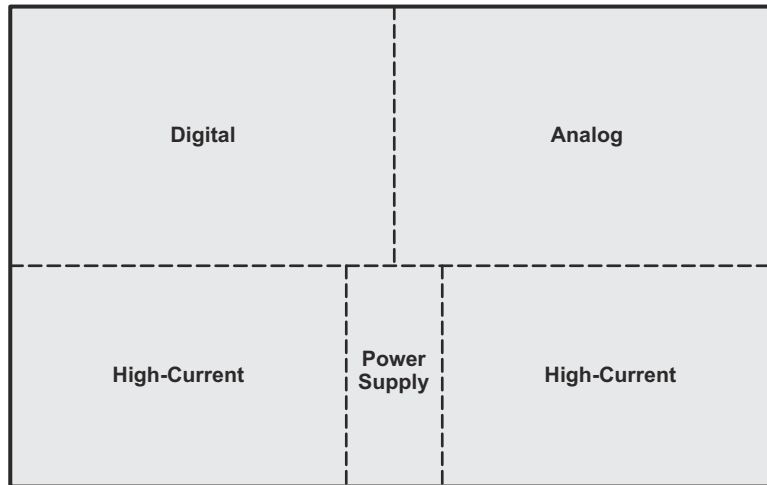 Digital
Analog
High-Current
Power
Supply
High-Current